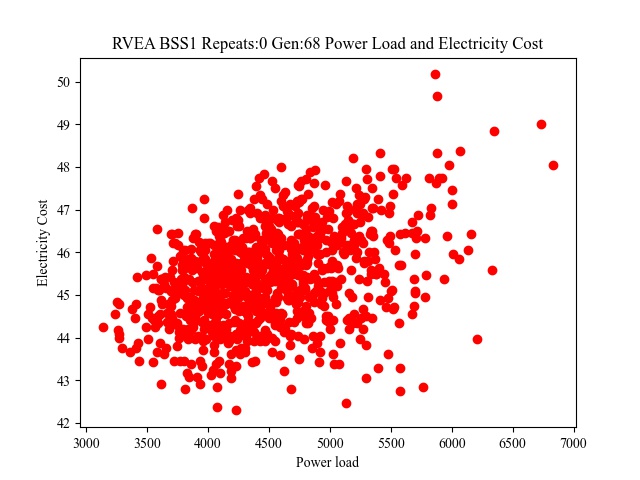 RVEA BSS1 Repeats:0 Gen:68 Power Load and Electricity Cost
50
49
48
47
46
45
44
43
42
Electricity Cost
3000 3500 4000 4500 5000 5500 6000 6500 7000
Power load